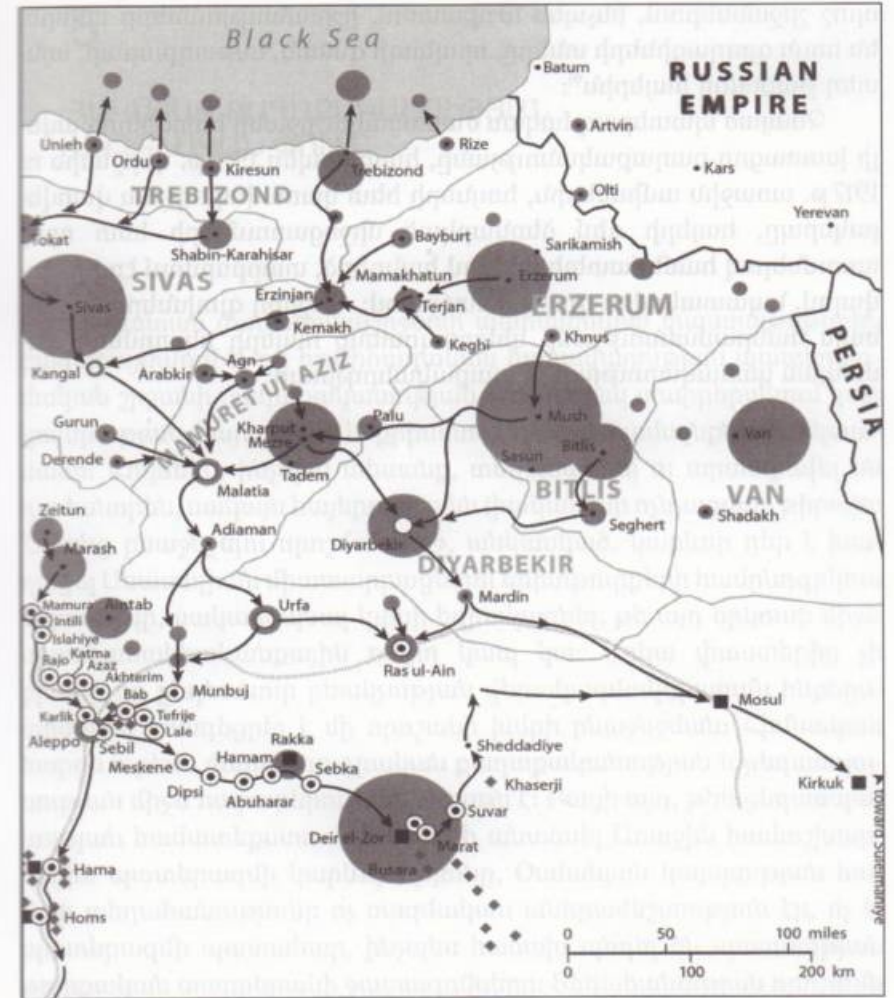 Black Sea
Batum
RUSSIAN
EMPIRE
Artvin
Unieh
Ordu
Kiresun
Trebizond
Rize
Kars
TREBIZOND
Olti
Yerevan
Tokat
Shabin-Karahisar
Bayburt
Sarikamish
SIVAS
Mamakhatun
Erzerum
Sivas
Erzinjan
Terjan
ERZERUM
Kemakh
Keghi
Khnus
PERSIA
Kangal
Arabkir
Agn
MAMURET UL AZIZ
Gurun
Kharput
Mezre
Palu
Mush
Bitlis
Van
Derende
Sasun
Malatia
Tadem
BITLIS
VAN
Zeitun
Adiaman
Diyarbekir
Seghert
Shadakh
Marash
DIYARBEKIR
Mamura
Intili
Islahiye
Aintab
Urfa
Mardin
Katma
Rajo
Azaz
Ras ul-Ain
Akhterim
Bab
Munbuj
Mosul
Karlik
Tefrije
Lale
Aleppo
Sebil
Rakka
Sheddadiye
Meskene
Hamam
Sebka
Khaserji
Kirkuk
Dipsi
Abuharar
Suvar
toward Suleimaniye
Deir el-Zor
Marat
Hama
Busara
Homs
0 50 100 miles
0 100 200 km